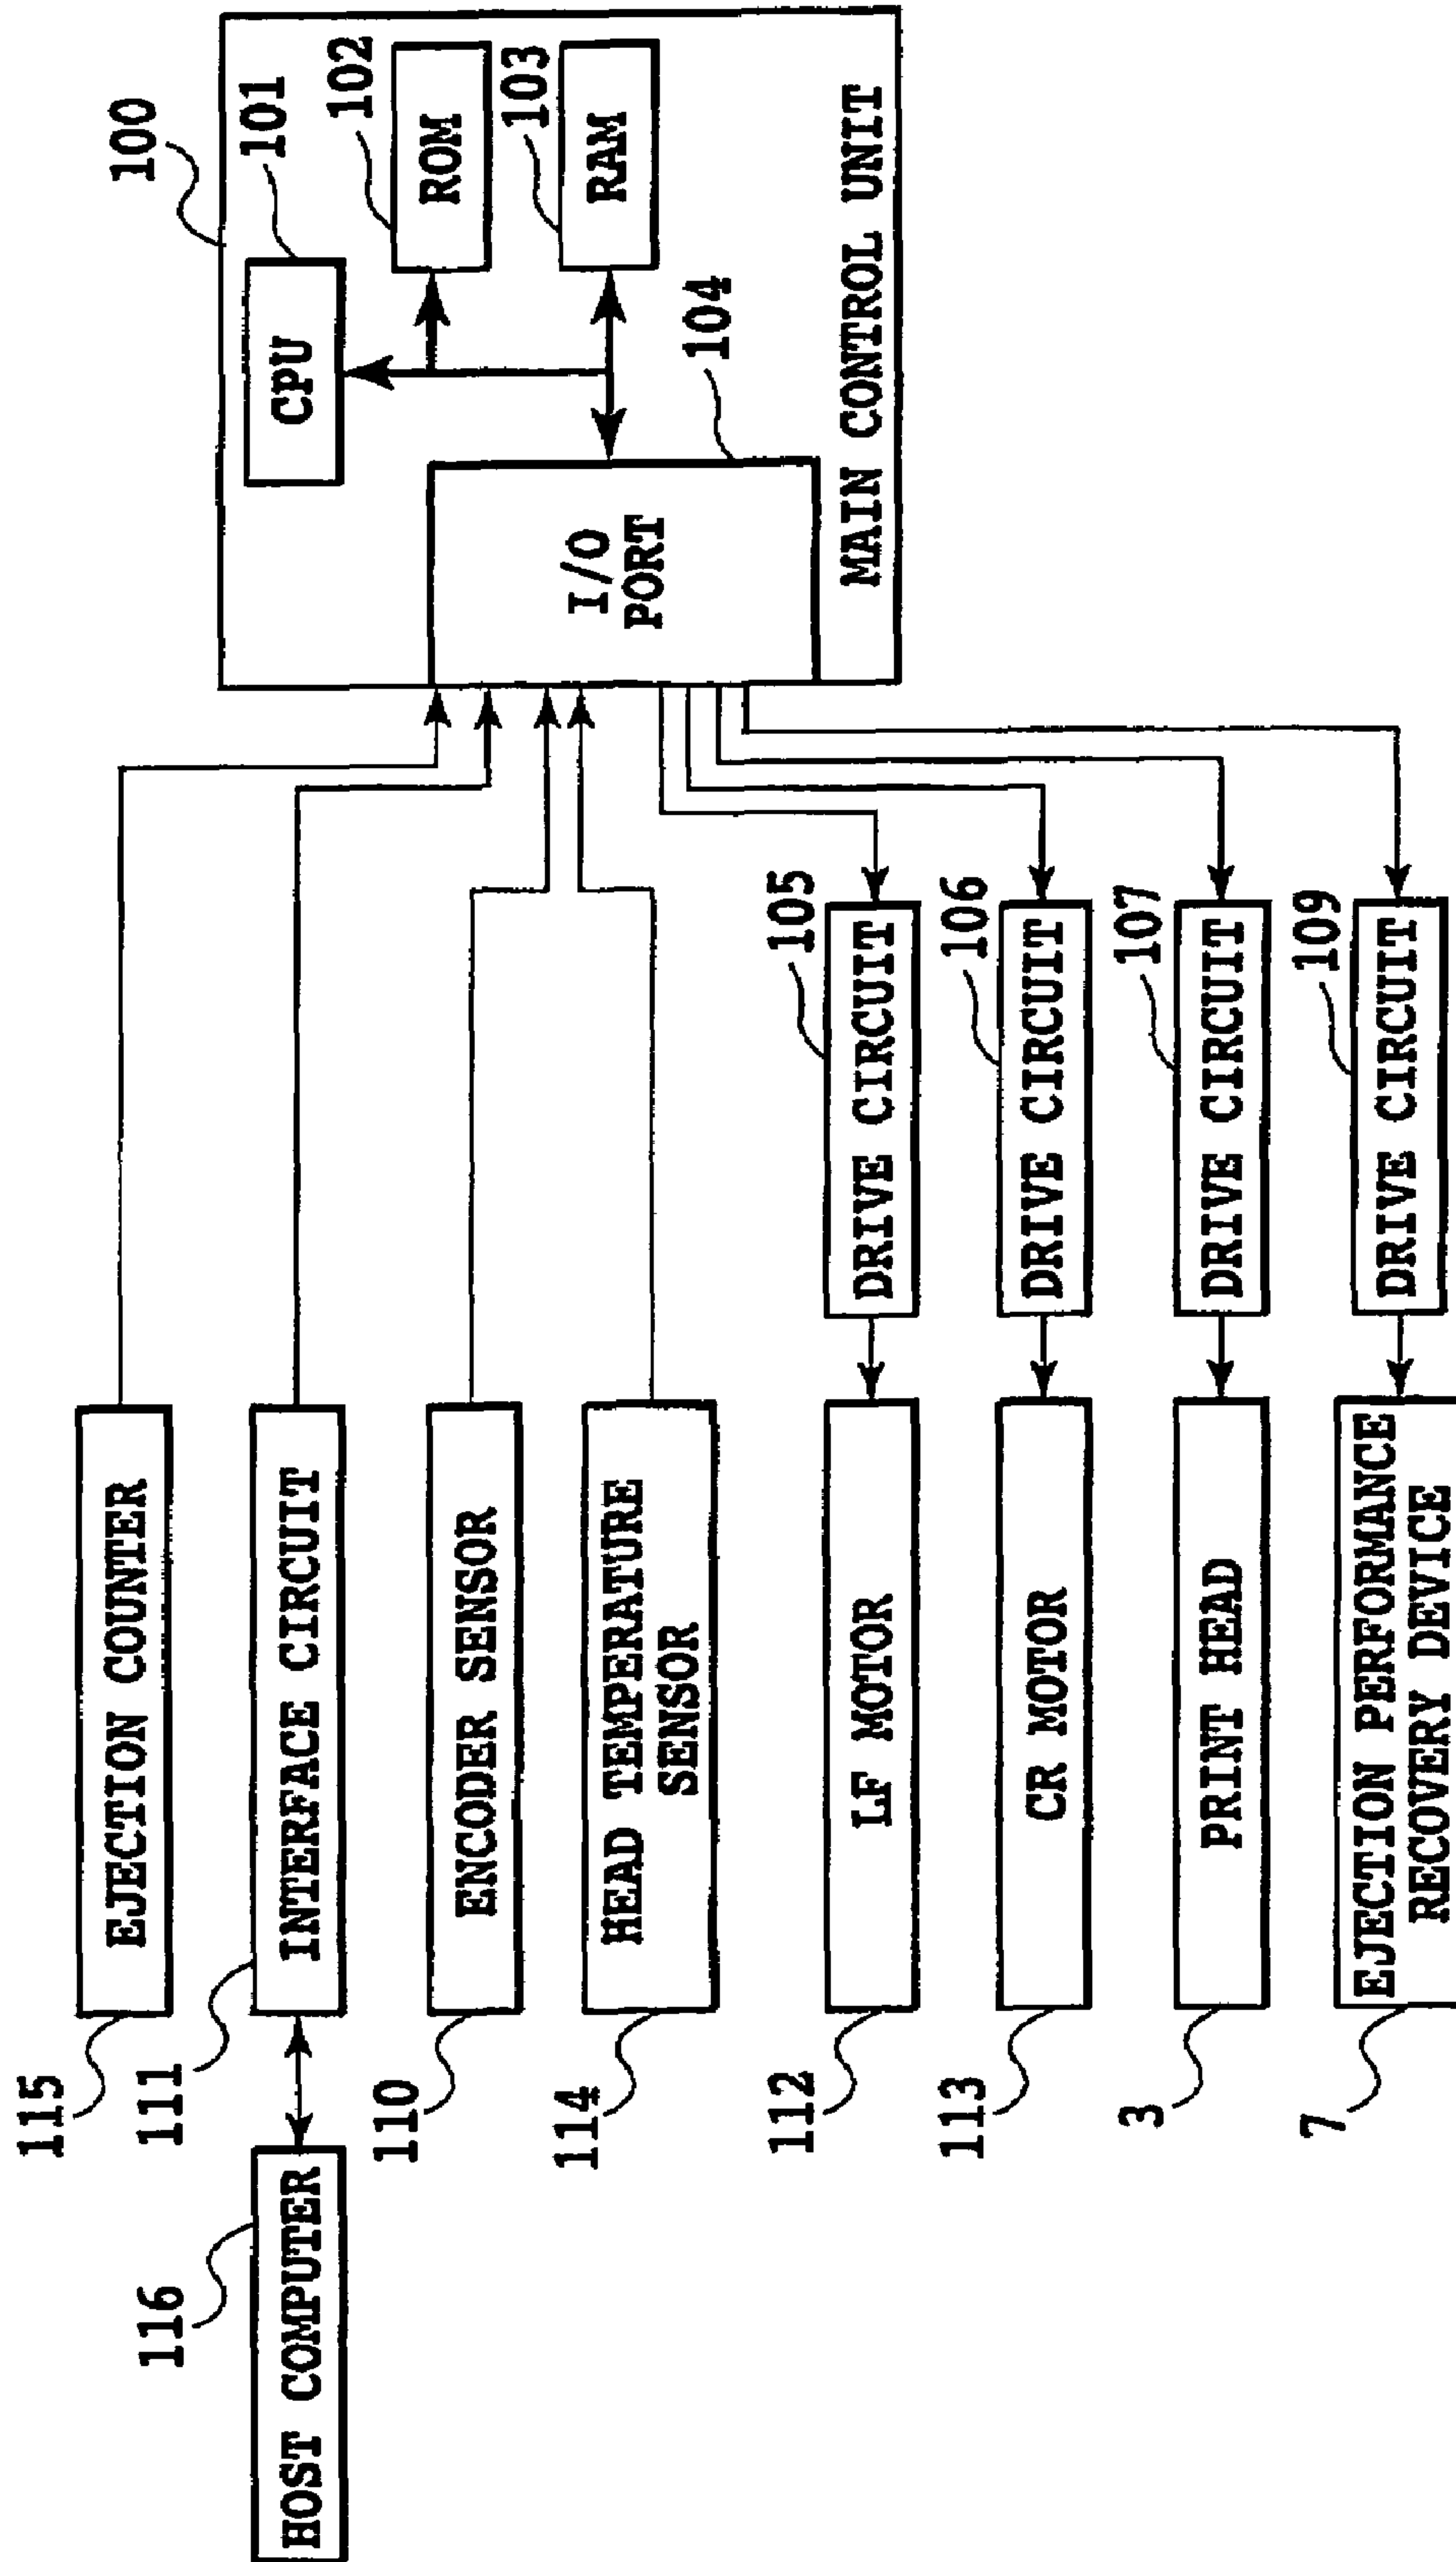 100
101
CPU
102
ROM
103
RAM
104
I/O
PORT
MAIN CONTROL UNIT
115
EJECTION COUNTER
116
HOST COMPUTER
111
INTERFACE CIRCUIT
110
ENCODER SENSOR
114
HEAD TEMPERATURE
SENSOR
112
LF MOTOR
105
DRIVE CIRCUIT
113
CR MOTOR
106
DRIVE CIRCUIT
3
PRINT HEAD
107
DRIVE CIRCUIT
7
EJECTION PERFORMANCE
RECOVERY DEVICE
109
DRIVE CIRCUIT